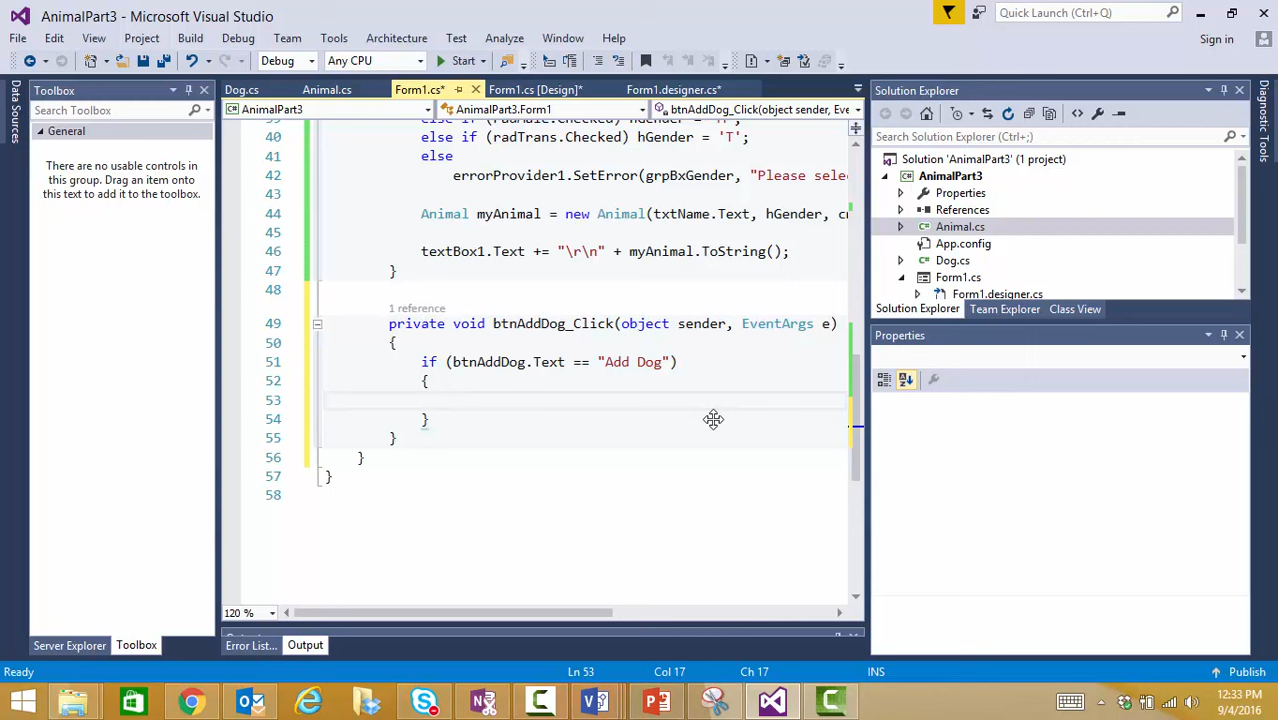 AnimalPart3 - Microsoft Visual Studio
Quick Launch (Ctrl+Q)
File Edit View Project Build Debug Team Tools Architecture Test Analyze Window Help
Sign in
Debug Any CPU Start
Data Sources
Toolbox
Search Toolbox
General
There are no usable controls in
this group. Drag an item onto
this text to add it to the toolbox.
Server Explorer Toolbox
Dog.cs Animal.cs Form1.cs* Form1.cs [Design]* Form1.designer.cs*
AnimalPart3 AnimalPart3.Form1 btnAddDog_Click(object sender, Eve
40 else if (radTrans.Checked) hGender = 'T';
41 else
42 errorProvider1.SetError(grpBxGender, "Please selec
43
44 Animal myAnimal = new Animal(txtName.Text, hGender, cm
45
46 textBox1.Text += "\r\n" + myAnimal.ToString();
47 }
48
1 reference
49 private void btnAddDog_Click(object sender, EventArgs e)
50 {
51 if (btnAddDog.Text == "Add Dog")
52 {
53
54 }
55 }
56 }
57 }
58
120 %
Error List... Output
Solution Explorer
Search Solution Explorer (Ctrl+;)
Solution 'AnimalPart3' (1 project)
AnimalPart3
Properties
References
Animal.cs
App.config
Dog.cs
Form1.cs
Form1.designer.cs
Solution Explorer Team Explorer Class View
Properties
Diagnostic Tools
Ready Ln 53 Col 17 Ch 17 INS Publish
12:33 PM
9/4/2016